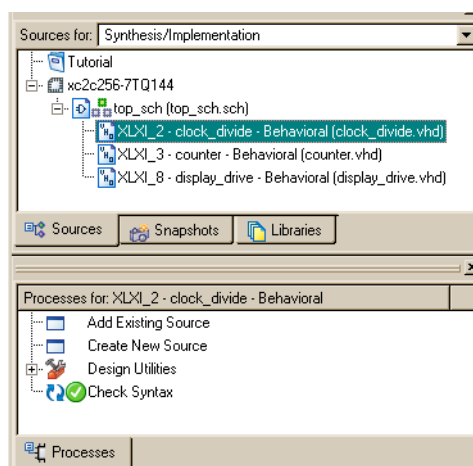 Sources for: Synthesis/Implementation
Tutorial
xc2c256-7TQ144
top_sch (top_sch.sch)
XLXI_2 - clock_divide - Behavioral (clock_divide.vhd)
XLXI_3 - counter - Behavioral (counter.vhd)
XLXI_8 - display_drive - Behavioral (display_drive.vhd)
Sources Snapshots Libraries
Processes for: XLXI_2 - clock_divide - Behavioral
Add Existing Source
Create New Source
Design Utilities
Check Syntax
Processes